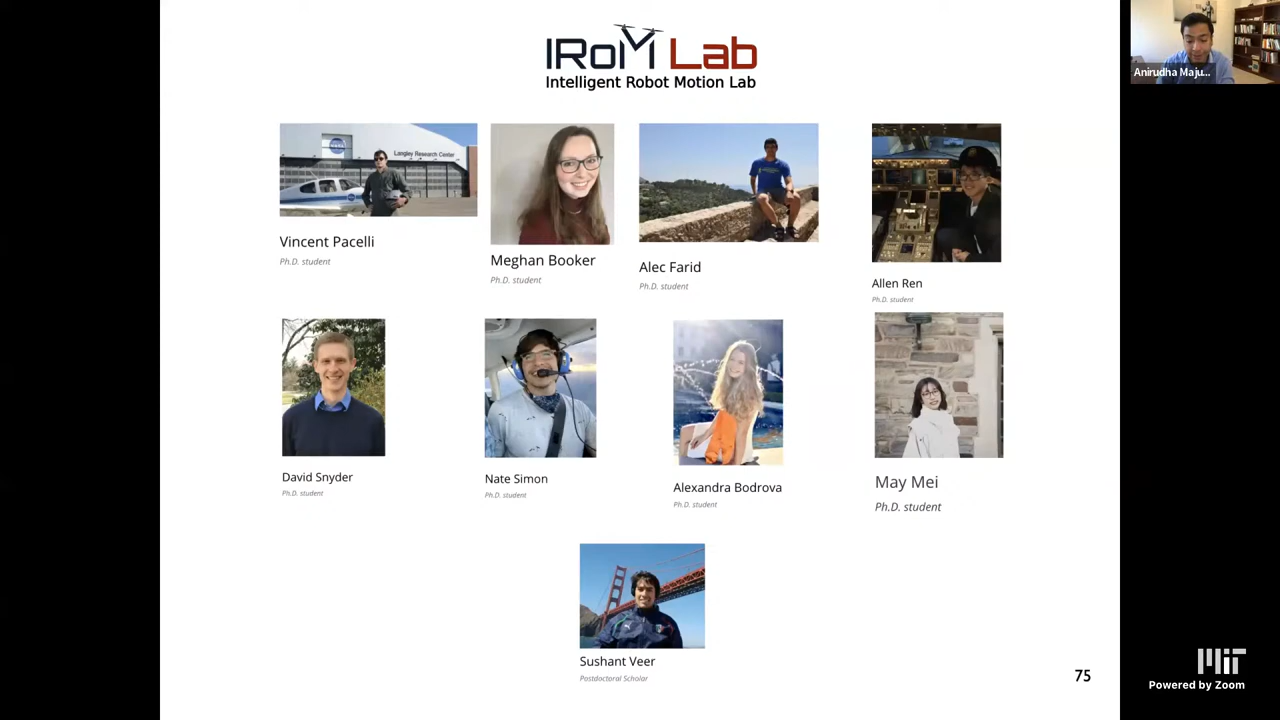 IRoM Lab
Intelligent Robot Motion Lab
Anirudha Maju...
NASA
Langley Research Center
Vincent Pacelli
Ph.D. student
Meghan Booker
Ph.D. student
Alec Farid
Ph.D. student
Allen Ren
Ph.D. student
David Snyder
Ph.D. student
Nate Simon
Ph.D. student
Alexandra Bodrova
Ph.D. student
May Mei
Ph.D. student
Sushant Veer
Postdoctoral Scholar
75
MIT
Powered by Zoom